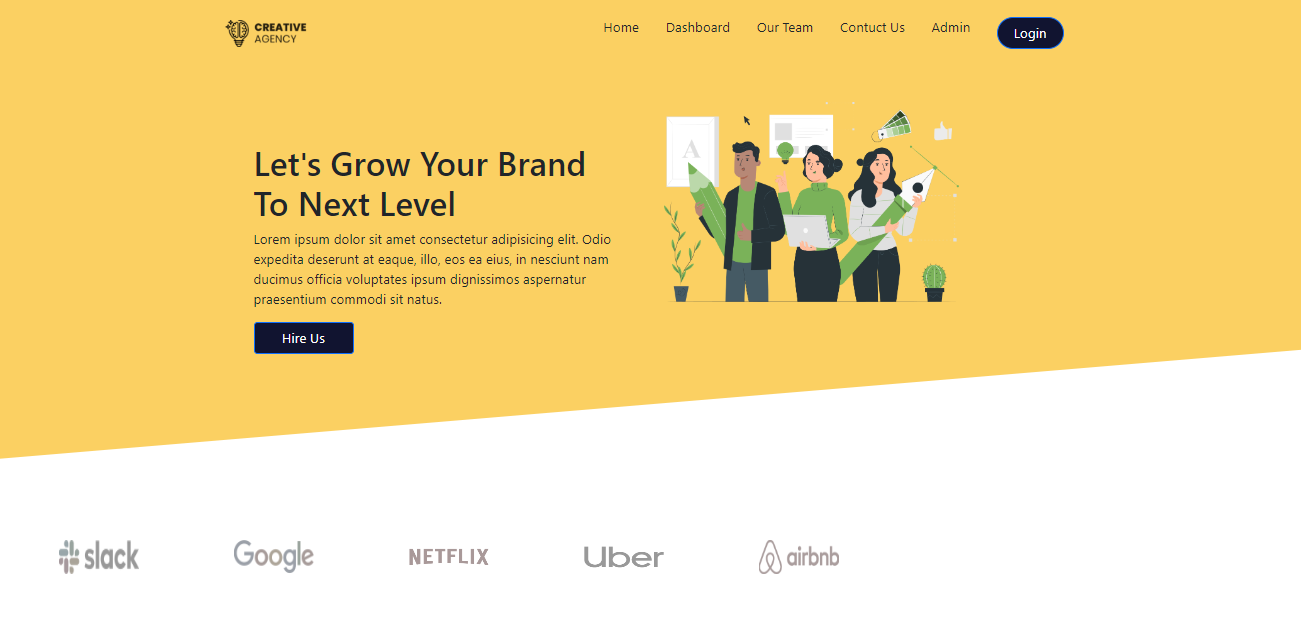 CREATIVE
AGENCY
Home Dashboard Our Team Contuct Us Admin Login
A
Let's Grow Your Brand
To Next Level
Lorem ipsum dolor sit amet consectetur adipisicing elit. Odio
expedita deserunt at eaque, illo, eos ea eius, in nesciunt nam
ducimus officia voluptates ipsum dignissimos aspernatur
praesentium commodi sit natus.
Hire Us
slack Google NETFLIX Uber airbnb